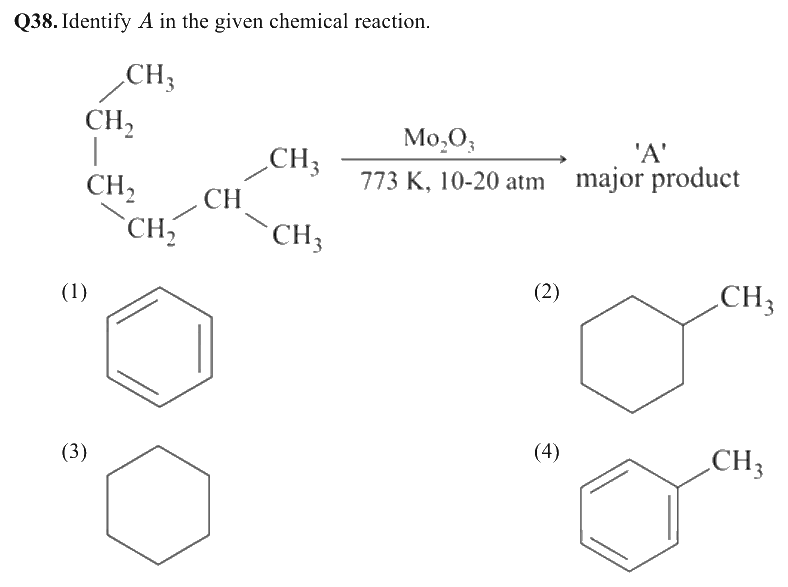 Q38. Identify A in the given chemical reaction.
CH₃
CH₂
CH₂
CH₂
CH
CH₃
CH₃
Mo₂O₃
773 K, 10-20 atm
'A'
major product
(1)
(2)
CH₃
(3)
(4)
CH₃